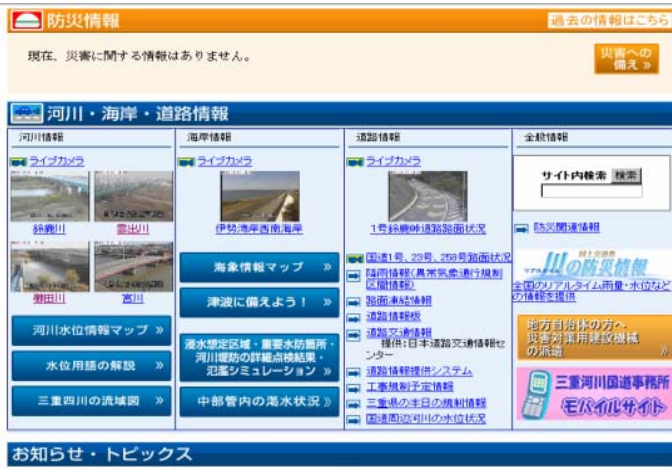 防災情報
過去の情報はこちら
現在、災害に関する情報はありません。
災害への
備え »
河川・海岸・道路情報
河川情報
ライブカメラ
鈴鹿川
雲出川
櫛田川
宮川
河川水位情報マップ »
水位用語の解説 »
三重四川の流域図 »
海岸情報
ライブカメラ
伊勢湾岸西南海岸
海象情報マップ »
津波に備えよう! »
浸水想定区域・重要水防箇所・
河川堤防の詳細点検結果・
氾濫シミュレーション »
中部管内の渇水状況 »
道路情報
ライブカメラ
1号鈴鹿峠道路路面状況
国道1号、23号、258号路面状況
降雨情報(異常気象通行規制
区間情報)
路面凍結情報
道路情報板
道路交通情報
提供:日本道路交通情報セ
ンター
道路情報提供システム
工事規制予定情報
三重県の本日の規制情報
国道周辺河川の水位状況
全般情報
サイト内検索 検索
防災関連情報
国土交通省
リアルタイム
川の防災情報
全国のリアルタイム雨量・水位など
の情報を提供
地方自治体の方へ
災害対策用建設機械
の派遣 »
三重河川国道事務所
モバイルサイト
お知らせ・トピックス